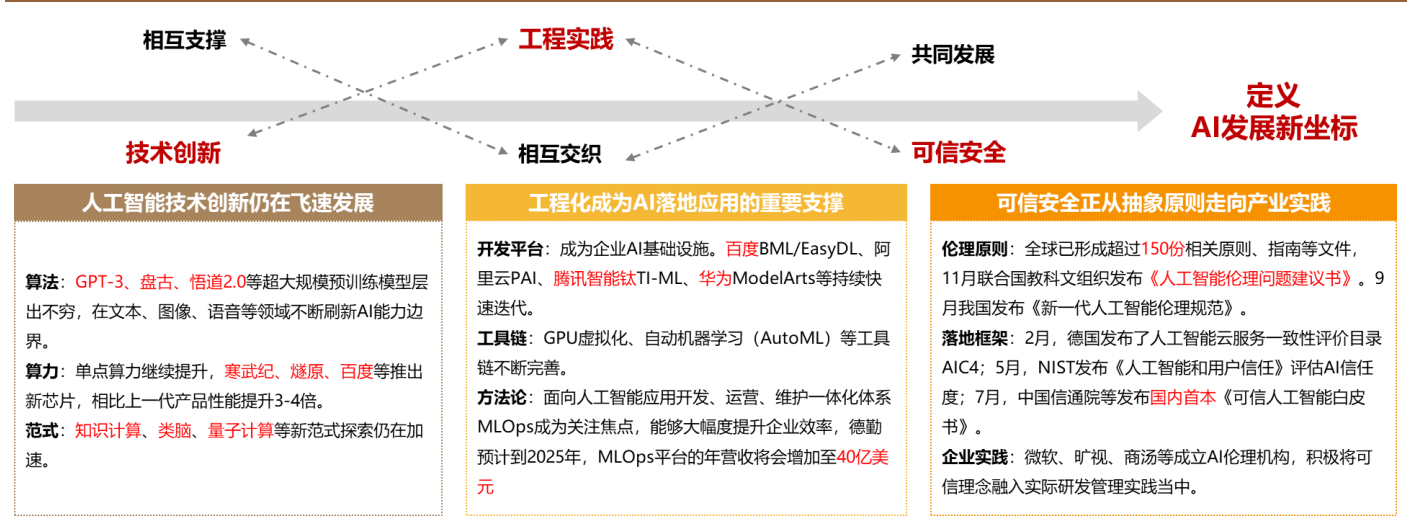 相互支撑
工程实践
共同发展
定义
AI发展新坐标
技术创新
相互交织
可信安全
人工智能技术创新仍在飞速发展
算法：GPT-3、盘古、悟道2.0等超大规模预训练模型层
出不穷，在文本、图像、语音等领域不断刷新AI能力边
界。
算力：单点算力继续提升，寒武纪、燧原、百度等推出
新芯片，相比上一代产品性能提升3-4倍。
范式：知识计算、类脑、量子计算等新范式探索仍在加
速。
工程化成为AI落地应用的重要支撑
开发平台：成为企业AI基础设施。百度BML/EasyDL、阿
里云PAI、腾讯智能钛TI-ML、华为ModelArts等持续快
速迭代。
工具链：GPU虚拟化、自动机器学习（AutoML）等工具
链不断完善。
方法论：面向人工智能应用开发、运营、维护一体化体系
MLOps成为关注焦点，能够大幅度提升企业效率，德勤
预计到2025年，MLOps平台的年营收将会增加至40亿美
元
可信安全正从抽象原则走向产业实践
伦理原则：全球已形成超过150份相关原则、指南等文件，
11月联合国教科文组织发布《人工智能伦理问题建议书》。9
月我国发布《新一代人工智能伦理规范》。
落地框架：2月，德国发布了人工智能云服务一致性评价目录
AIC4；5月，NIST发布《人工智能和用户信任》评估AI信任
度；7月，中国信通院等发布国内首本《可信人工智能白皮
书》。
企业实践：微软、旷视、商汤等成立AI伦理机构，积极将可
信理念融入实际研发管理实践当中。